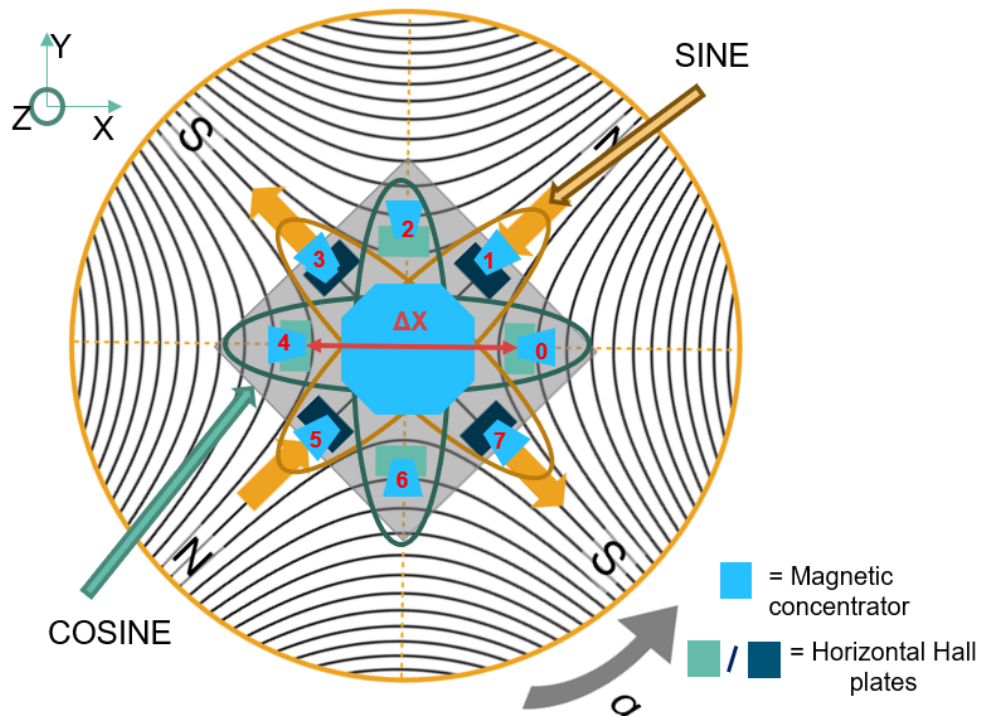 Y
Z
X
SINE
S
N
2
3
1
ΔX
4
0
5
7
6
N
S
COSINE
α
= Magnetic
concentrator
/
= Horizontal Hall
plates